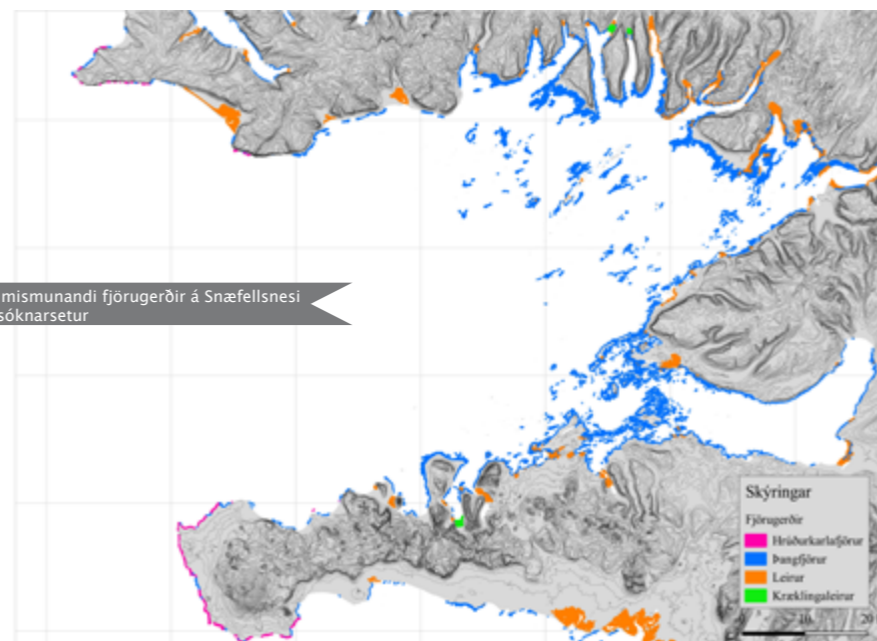 mismunandi fjörugerðir á Snæfellsnesi
sóknarsetur
Skýringar
Fjörugerðir
Hrúðurkarlafjörur
Þangfjörur
Leirur
Kræklingaleirur
10 20